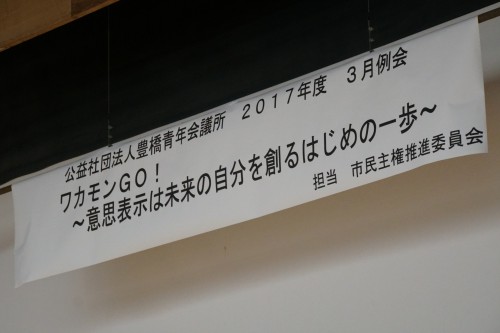 公益社団法人豊橋青年会議所　２０１７年度　３月例会
ワカモンＧＯ！
～意思表示は未来の自分を創るはじめの一歩～
担当　市民主権推進委員会